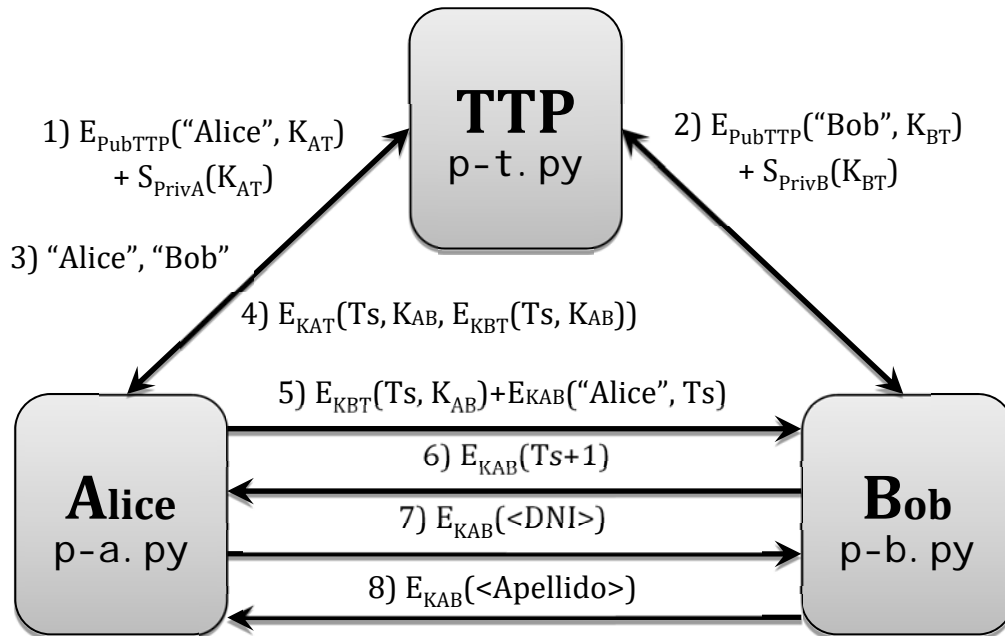 TTP
p-t.py
1) E_PubTTP(“Alice”, K_AT)
+ S_PrivA(K_AT)
2) E_PubTTP(“Bob”, K_BT)
+ S_PrivB(K_BT)
3) “Alice”, “Bob”
4) E_KAT(Ts, K_AB, E_KBT(Ts, K_AB))
5) E_KBT(Ts, K_AB)+E_KAB(“Alice”, Ts)
6) E_KAB(Ts+1)
7) E_KAB(<DNI>)
8) E_KAB(<Apellido>)
Alice
p-a.py
Bob
p-b.py